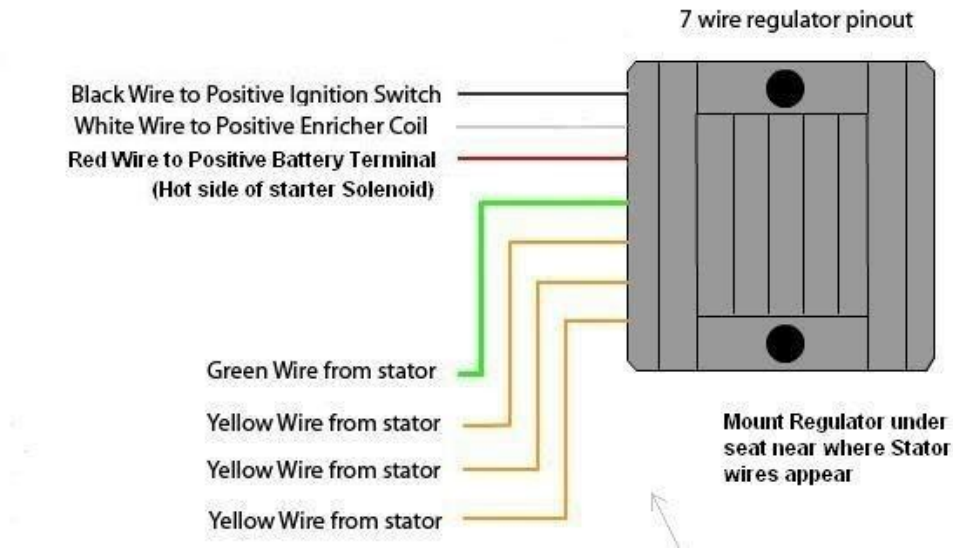 7 wire regulator pinout
Black Wire to Positive Ignition Switch
White Wire to Positive Enricher Coil
Red Wire to Positive Battery Terminal
(Hot side of starter Solenoid)
Green Wire from stator
Yellow Wire from stator
Yellow Wire from stator
Yellow Wire from stator
Mount Regulator under
seat near where Stator
wires appear